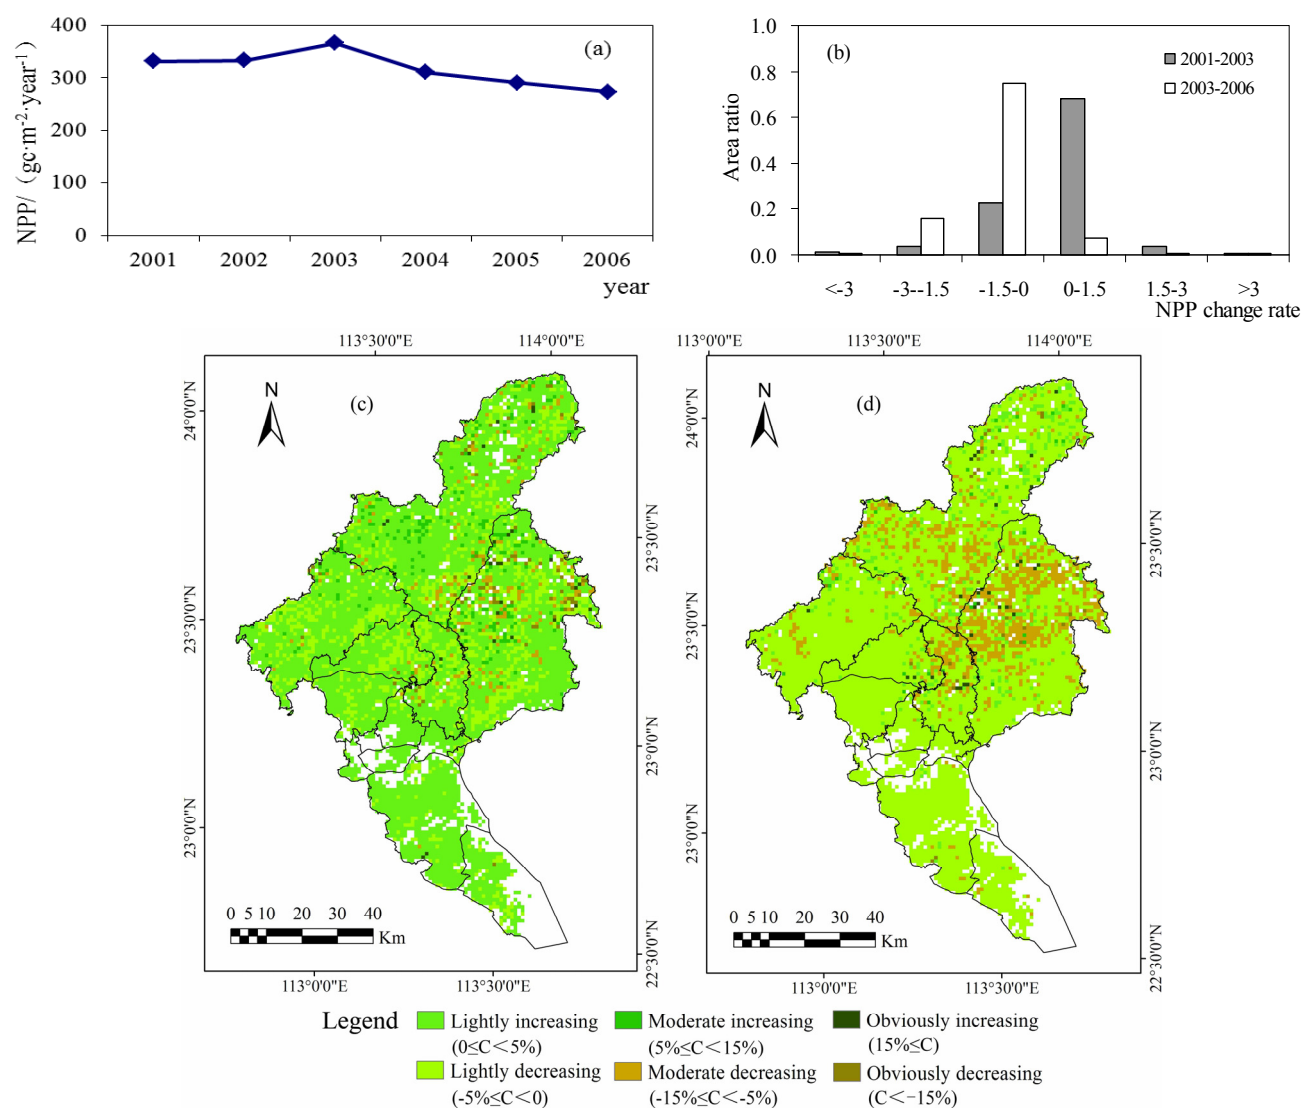 400
300
200
100
0
NPP/ (gc·m⁻²·year⁻¹)
(a)
2001 2002 2003 2004 2005 2006
year
1.0
0.8
0.6
0.4
0.2
0.0
Area ratio
(b)
2001-2003
2003-2006
<-3 -3--1.5 -1.5-0 0-1.5 1.5-3 >3
NPP change rate
113°30'0"E 114°0'0"E
24°0'0"N
23°30'0"N
23°0'0"N
N
(c)
23°30'0"N
23°0'0"N
22°30'0"N
0 5 10 20 30 40
Km
113°0'0"E 113°30'0"E
113°0'0"E 113°30'0"E 114°0'0"E
24°0'0"N
23°30'0"N
23°0'0"N
N
(d)
23°30'0"N
23°0'0"N
22°30'0"N
0 5 10 20 30 40
Km
113°0'0"E 113°30'0"E
Legend
Lightly increasing
(0≤C<5%)
Moderate increasing
(5%≤C<15%)
Obviously increasing
(15%≤C)
Lightly decreasing
(-5%≤C<0)
Moderate decreasing
(-15%≤C<-5%)
Obviously decreasing
(C<-15%)